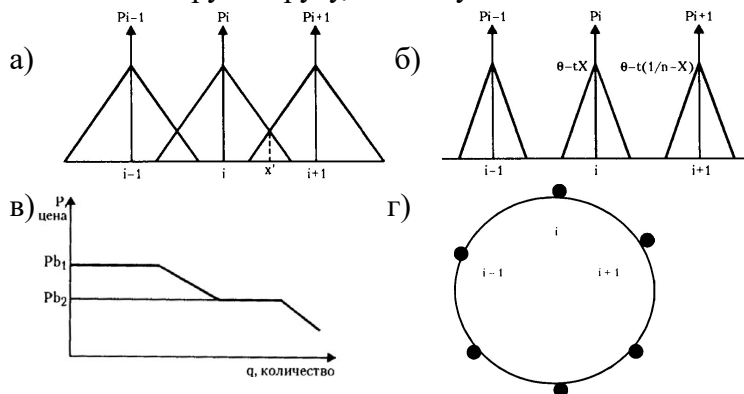 Pi−1 Pi Pi+1
а)
i−1 i x' i+1
Pi−1 Pi Pi+1
б)
θ−tX θ−t(1/n−X)
i−1 i i+1
в)
P,
цена
Pb1
Pb2
q, количество
г)
i
i − 1 i + 1